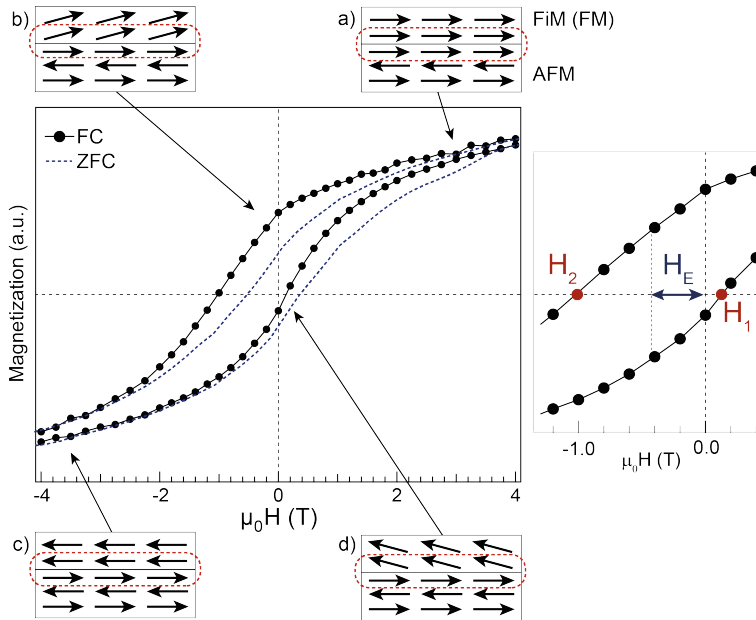 b)
a)
FiM (FM)
AFM
FC
ZFC
Magnetization (a.u.)
-4
-2
0
2
4
μ0H (T)
H2
HE
H1
-1.0
0.0
μ0H (T)
c)
d)